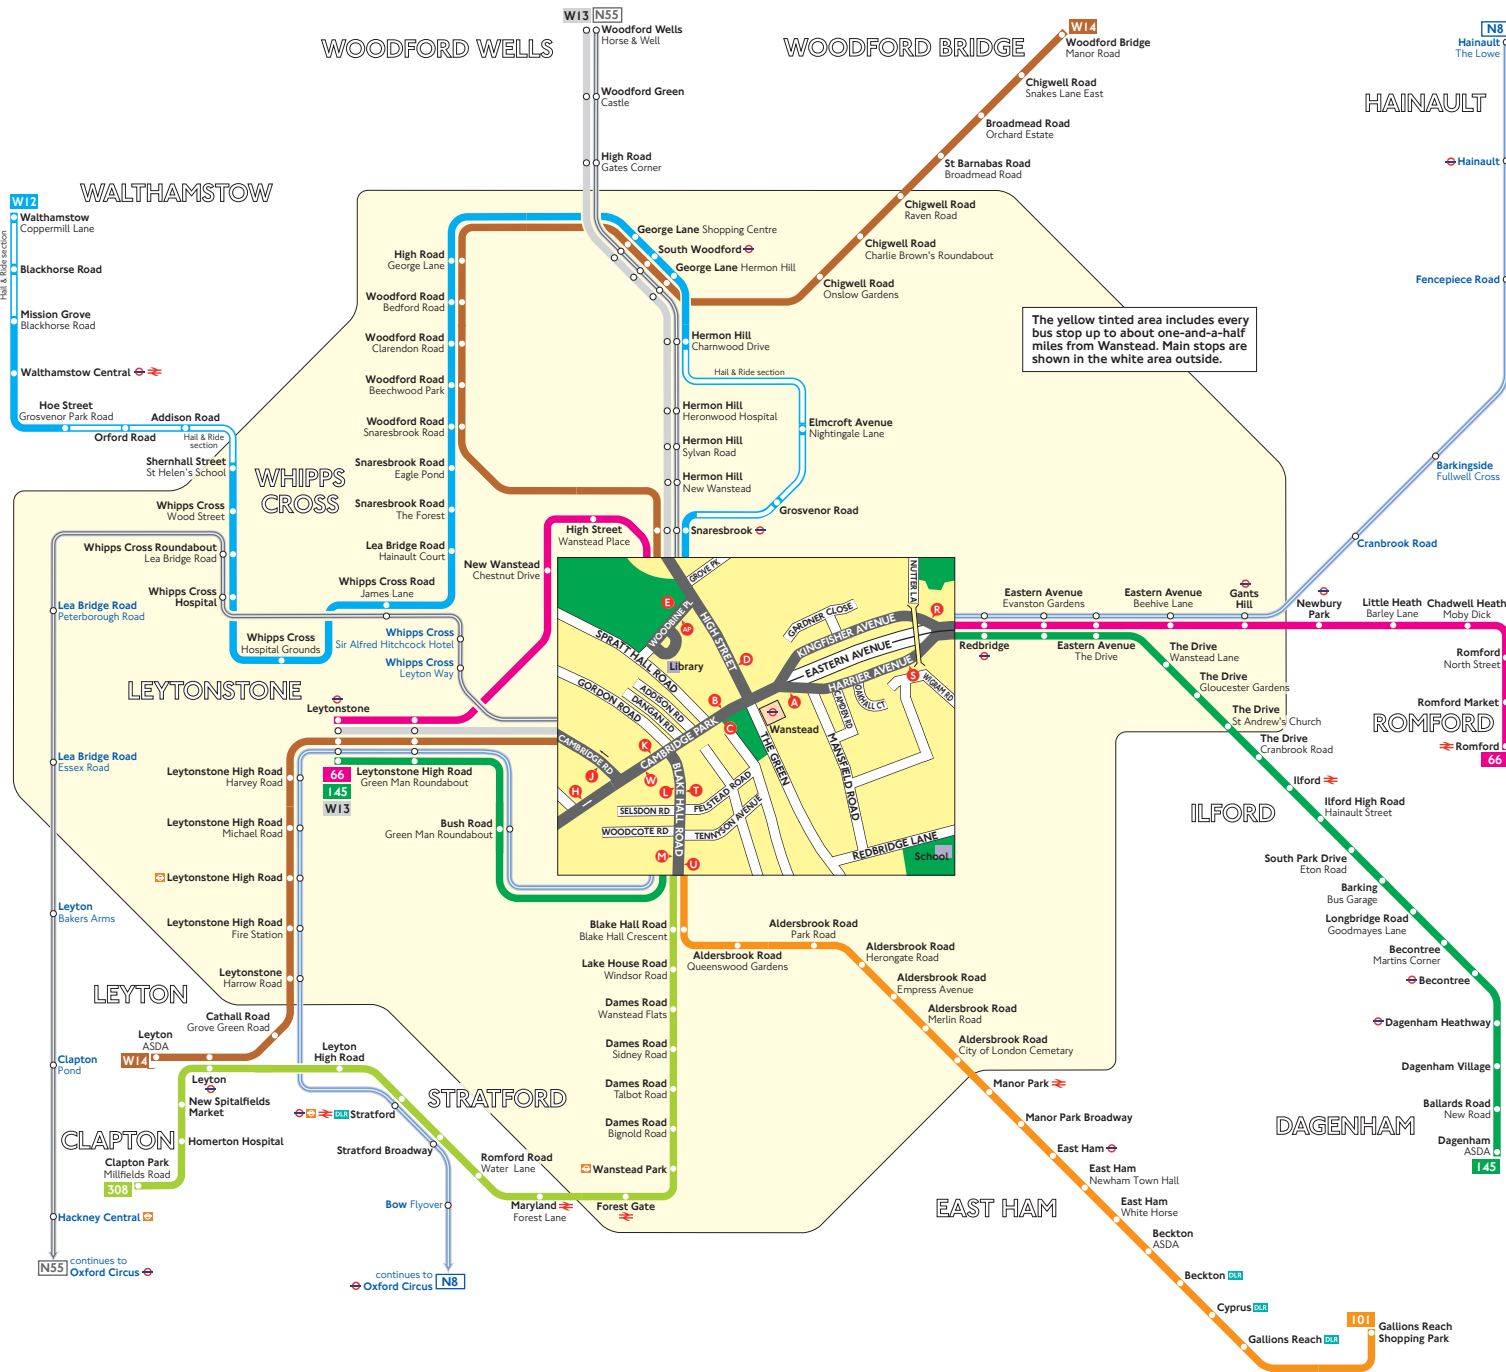 W13 N55
Woodford Wells
Horse & Well
WOODFORD WELLS
Woodford Green
Castle
High Road
Gates Corner
WOODFORD BRIDGE
W14
Woodford Bridge
Manor Road
Chigwell Road
Snakes Lane East
Broadmead Road
Orchard Estate
St Barnabas Road
Broadmead Road
Chigwell Road
Raven Road
Chigwell Road
Charlie Brown's Roundabout
Chigwell Road
Onslow Gardens
N8
Hainault
The Lowe
HAINAULT
Hainault
Fencepiece Road
Barkingside
Fullwell Cross
Cranbrook Road
The yellow tinted area includes every
bus stop up to about one-and-a-half
miles from Wanstead. Main stops are
shown in the white area outside.
WALTHAMSTOW
W12
Walthamstow
Coppermill Lane
Hail & Ride section
Blackhorse Road
Mission Grove
Blackhorse Road
Walthamstow Central
Hoe Street
Grosvenor Park Road
Orford Road
Addison Road
Hail & Ride
section
Shernhall Street
St Helen's School
Whipps Cross
Wood Street
Whipps Cross Roundabout
Lea Bridge Road
Whipps Cross
Hospital
Whipps Cross
Hospital Grounds
WHIPPS
CROSS
High Road
George Lane
Woodford Road
Bedford Road
Woodford Road
Clarendon Road
Woodford Road
Beechwood Park
Woodford Road
Snaresbrook Road
Snaresbrook Road
Eagle Pond
Snaresbrook Road
The Forest
Lea Bridge Road
Hainault Court
Whipps Cross Road
James Lane
Whipps Cross
Sir Alfred Hitchcock Hotel
Whipps Cross
Leyton Way
George Lane Shopping Centre
South Woodford
George Lane Hermon Hill
Hermon Hill
Charnwood Drive
Hail & Ride section
Hermon Hill
Heronwood Hospital
Hermon Hill
Sylvan Road
Hermon Hill
New Wanstead
Elmcroft Avenue
Nightingale Lane
Grosvenor Road
Snaresbrook
High Street
Wanstead Place
New Wanstead
Chestnut Drive
LEYTONSTONE
Leytonstone
66
145
W13
Leytonstone High Road
Green Man Roundabout
Leytonstone High Road
Harvey Road
Leytonstone High Road
Michael Road
Leytonstone High Road
Leytonstone High Road
Fire Station
Leytonstone
Harrow Road
Cathall Road
Grove Green Road
Bush Road
Green Man Roundabout
Lea Bridge Road
Peterborough Road
Lea Bridge Road
Essex Road
Leyton
Bakers Arms
Clapton
Pond
Hackney Central
N55
continues to
Oxford Circus
LEYTON
Leyton
ASDA
W14
Leyton
Leyton
High Road
New Spitalfields
Market
Homerton Hospital
CLAPTON
Clapton Park
Millfields Road
308
DLR Stratford
STRATFORD
Stratford Broadway
Bow Flyover
continues to
Oxford Circus
N8
Romford Road
Water Lane
Maryland
Forest Lane
Forest Gate
Wanstead Park
Blake Hall Road
Blake Hall Crescent
Lake House Road
Windsor Road
Dames Road
Wanstead Flats
Dames Road
Sidney Road
Dames Road
Talbot Road
Dames Road
Bignold Road
GROVE PK
NUTTER LA
E
WOODBINE PL
AP
HIGH STREET
GARDNER CLOSE
KINGFISHER AVENUE
EASTERN AVENUE
HARRIER AVENUE
R
S
D
Library
SPRATT HALL ROAD
GORDON ROAD
ADDISON RD
DANGAN RD
B
C
A
WIGRAM RD
OAKHALL CT
CAMDEN RD
Wanstead
CAMBRIDGE PARK
CAMBRIDGE RD
THE GREEN
MANSFIELD ROAD
K
W
J
H
L
T
BLAKE HALL ROAD
SELSDON RD
FELSTEAD ROAD
WOODCOTE RD
TENNYSON AVENUE
M
U
REDBRIDGE LANE
School
Eastern Avenue
Evanston Gardens
Eastern Avenue
Beehive Lane
Gants
Hill
Newbury
Park
Little Heath
Barley Lane
Chadwell Heath
Moby Dick
Romford
North Street
Romford Market
ROMFORD
Romford
66
Redbridge
Eastern Avenue
The Drive
The Drive
Wanstead Lane
The Drive
Gloucester Gardens
The Drive
St Andrew's Church
The Drive
Cranbrook Road
Ilford
ILFORD
Ilford High Road
Hainault Street
South Park Drive
Eton Road
Barking
Bus Garage
Longbridge Road
Goodmayes Lane
Becontree
Martins Corner
Becontree
Dagenham Heathway
Dagenham Village
Ballards Road
New Road
DAGENHAM
Dagenham
ASDA
145
Aldersbrook Road
Queenswood Gardens
Aldersbrook Road
Park Road
Aldersbrook Road
Herongate Road
Aldersbrook Road
Empress Avenue
Aldersbrook Road
Merlin Road
Aldersbrook Road
City of London Cemetary
Manor Park
Manor Park Broadway
East Ham
East Ham
Newham Town Hall
EAST HAM
East Ham
White Horse
Beckton
ASDA
Beckton DLR
Cyprus DLR
Gallions Reach DLR
101
Gallions Reach
Shopping Park